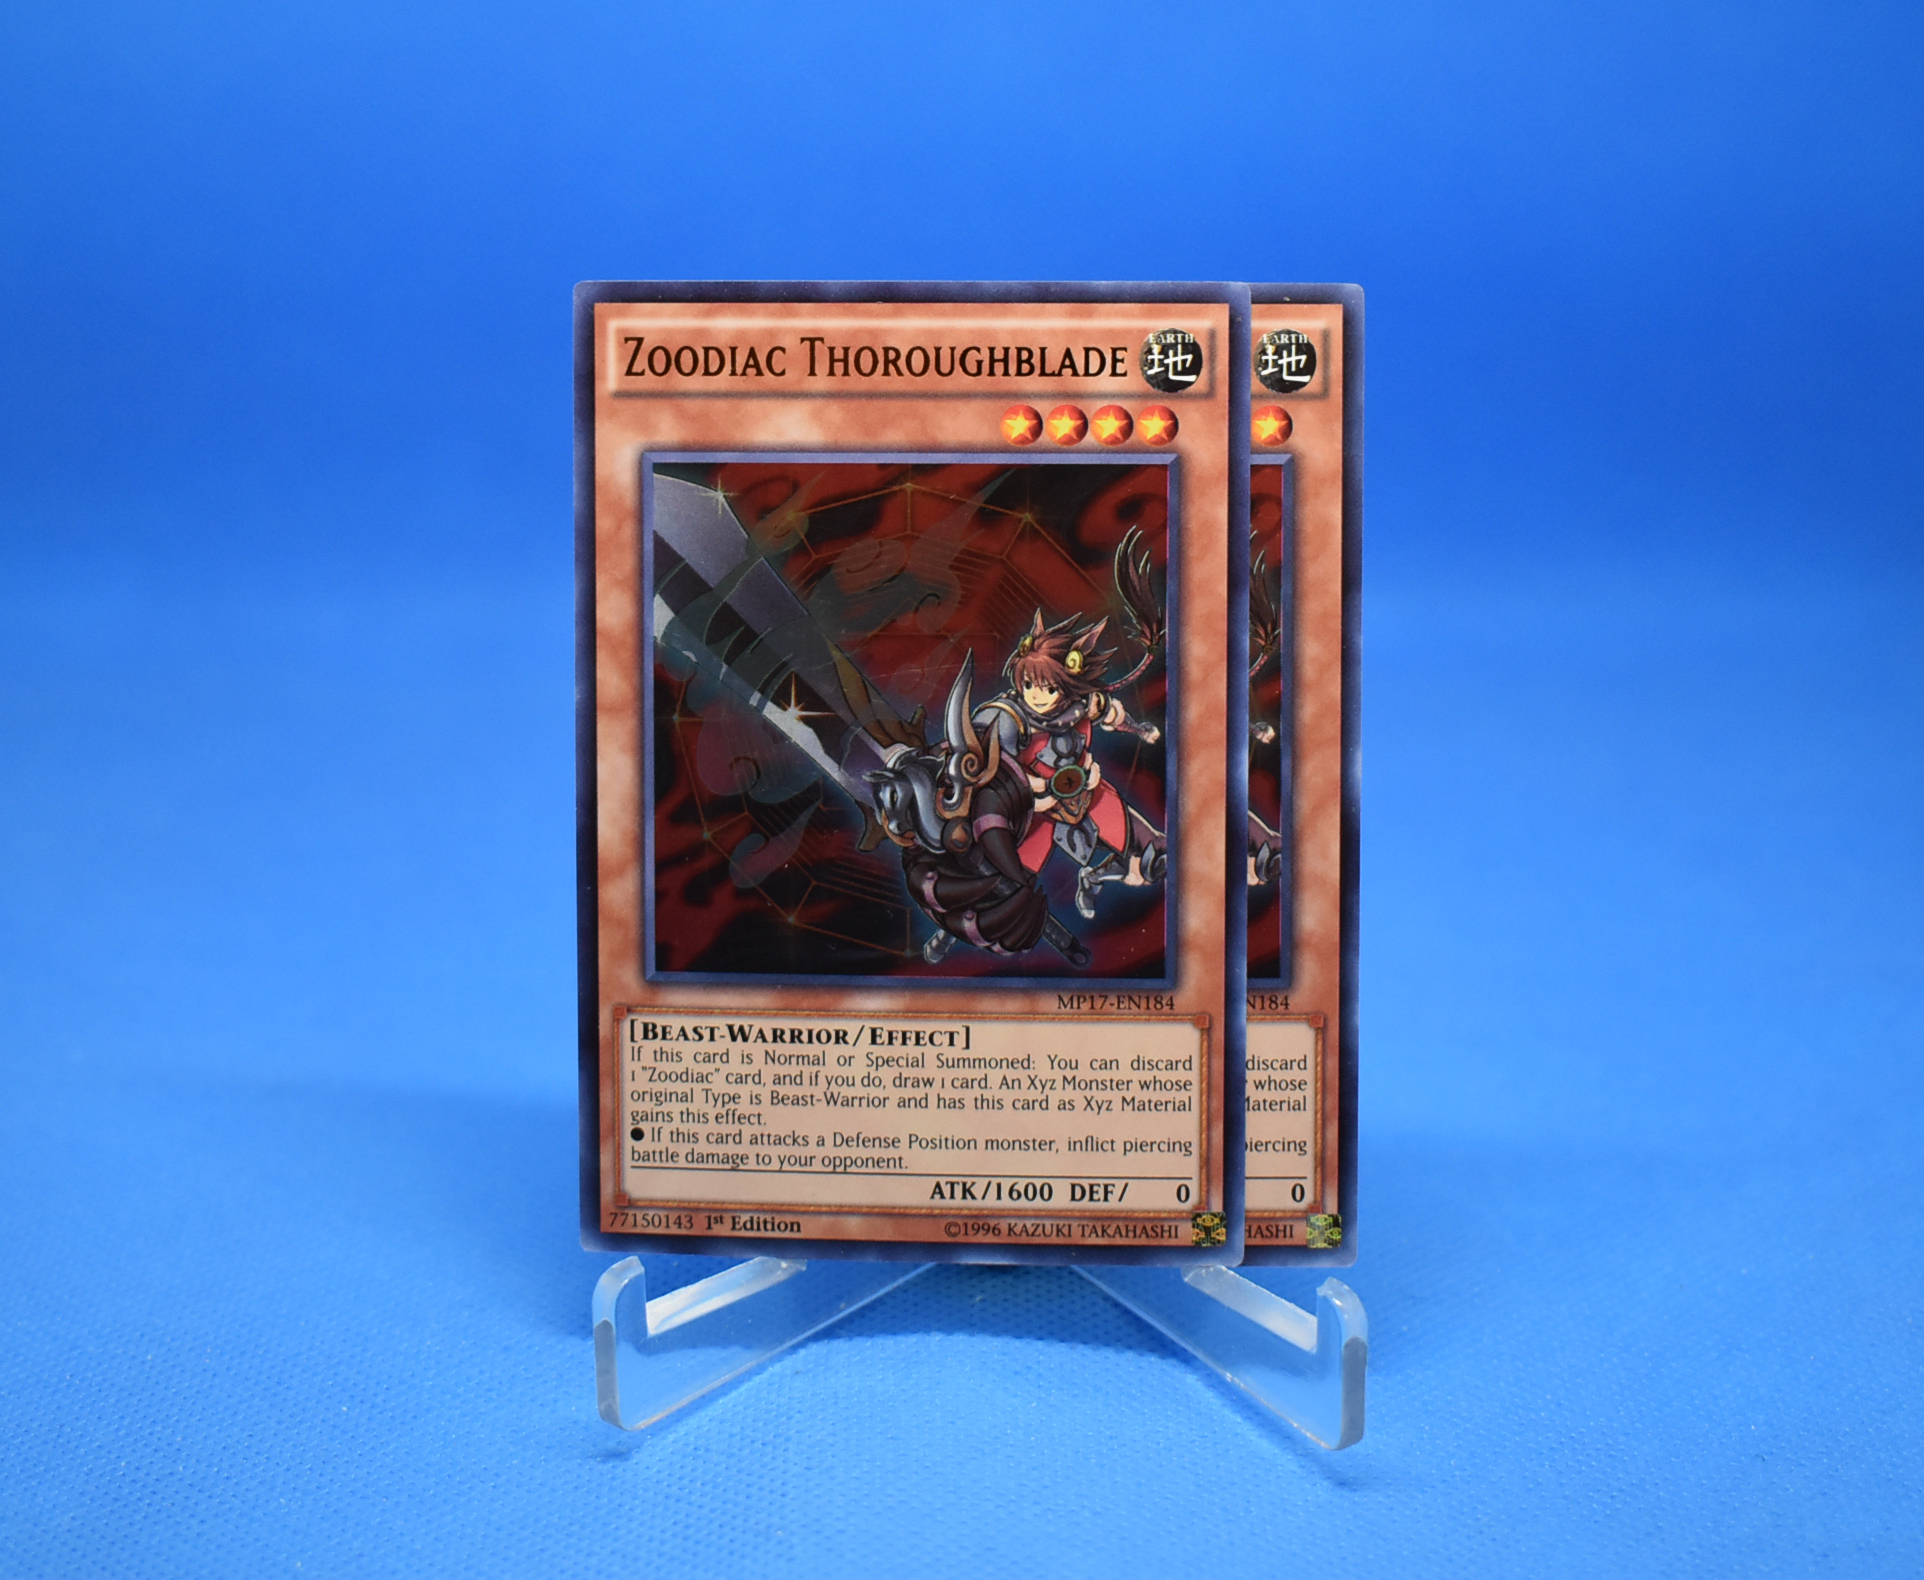 ZOODIAC THOROUGHBLADE
EARTH
地
EARTH
地
MP17-EN184
N184
[BEAST-WARRIOR/EFFECT]
If this card is Normal or Special Summoned: You can discard
1 "Zoodiac" card, and if you do, draw 1 card. An Xyz Monster whose
original Type is Beast-Warrior and has this card as Xyz Material
gains this effect.
● If this card attacks a Defense Position monster, inflict piercing
battle damage to your opponent.
ATK/1600 DEF/ 0
77150143 1st Edition
©1996 KAZUKI TAKAHASHI
discard
whose
Material
piercing
0
HASHI